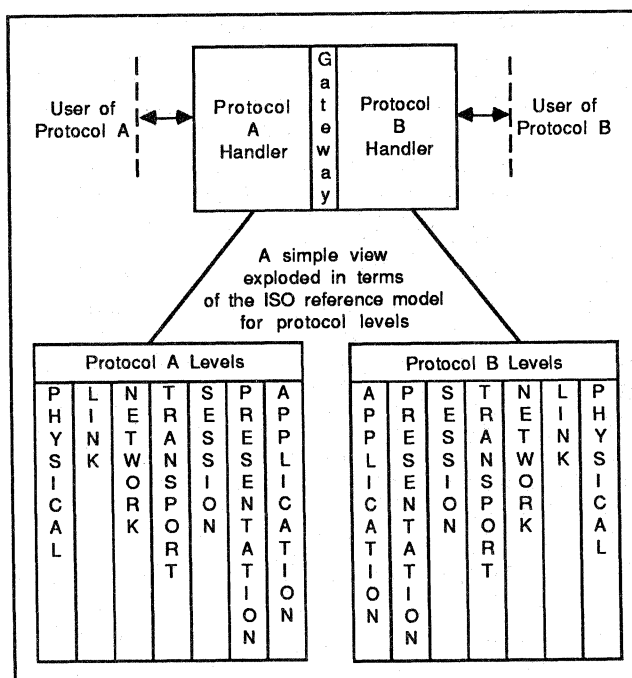 User of
Protocol A
Protocol
A
Handler
Gateway
Protocol
B
Handler
User of
Protocol B
A simple view
exploded in terms
of the ISO reference model
for protocol levels
Protocol A Levels
PHYSICAL
LINK
NETWORK
TRANSPORT
SESSION
PRESENTATION
APPLICATION
Protocol B Levels
APPLICATION
PRESENTATION
SESSION
TRANSPORT
NETWORK
LINK
PHYSICAL